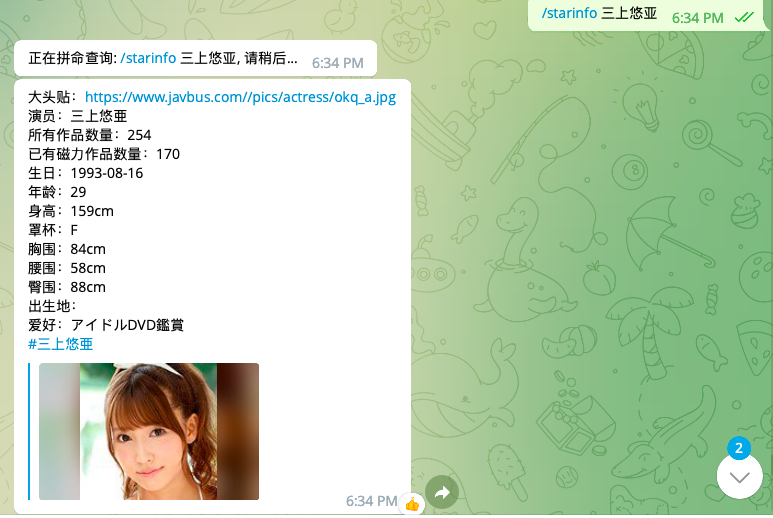 /starinfo 三上悠亞 6:34 PM
正在拼命查询: /starinfo 三上悠亚, 请稍后... 6:34 PM
大头贴：https://www.javbus.com//pics/actress/okq_a.jpg
演员：三上悠亜
所有作品数量：254
已有磁力作品数量：170
生日：1993-08-16
年龄：29
身高：159cm
罩杯：F
胸围：84cm
腰围：58cm
臀围：88cm
出生地：
爱好：アイドルDVD鑑賞
#三上悠亜
6:34 PM
2